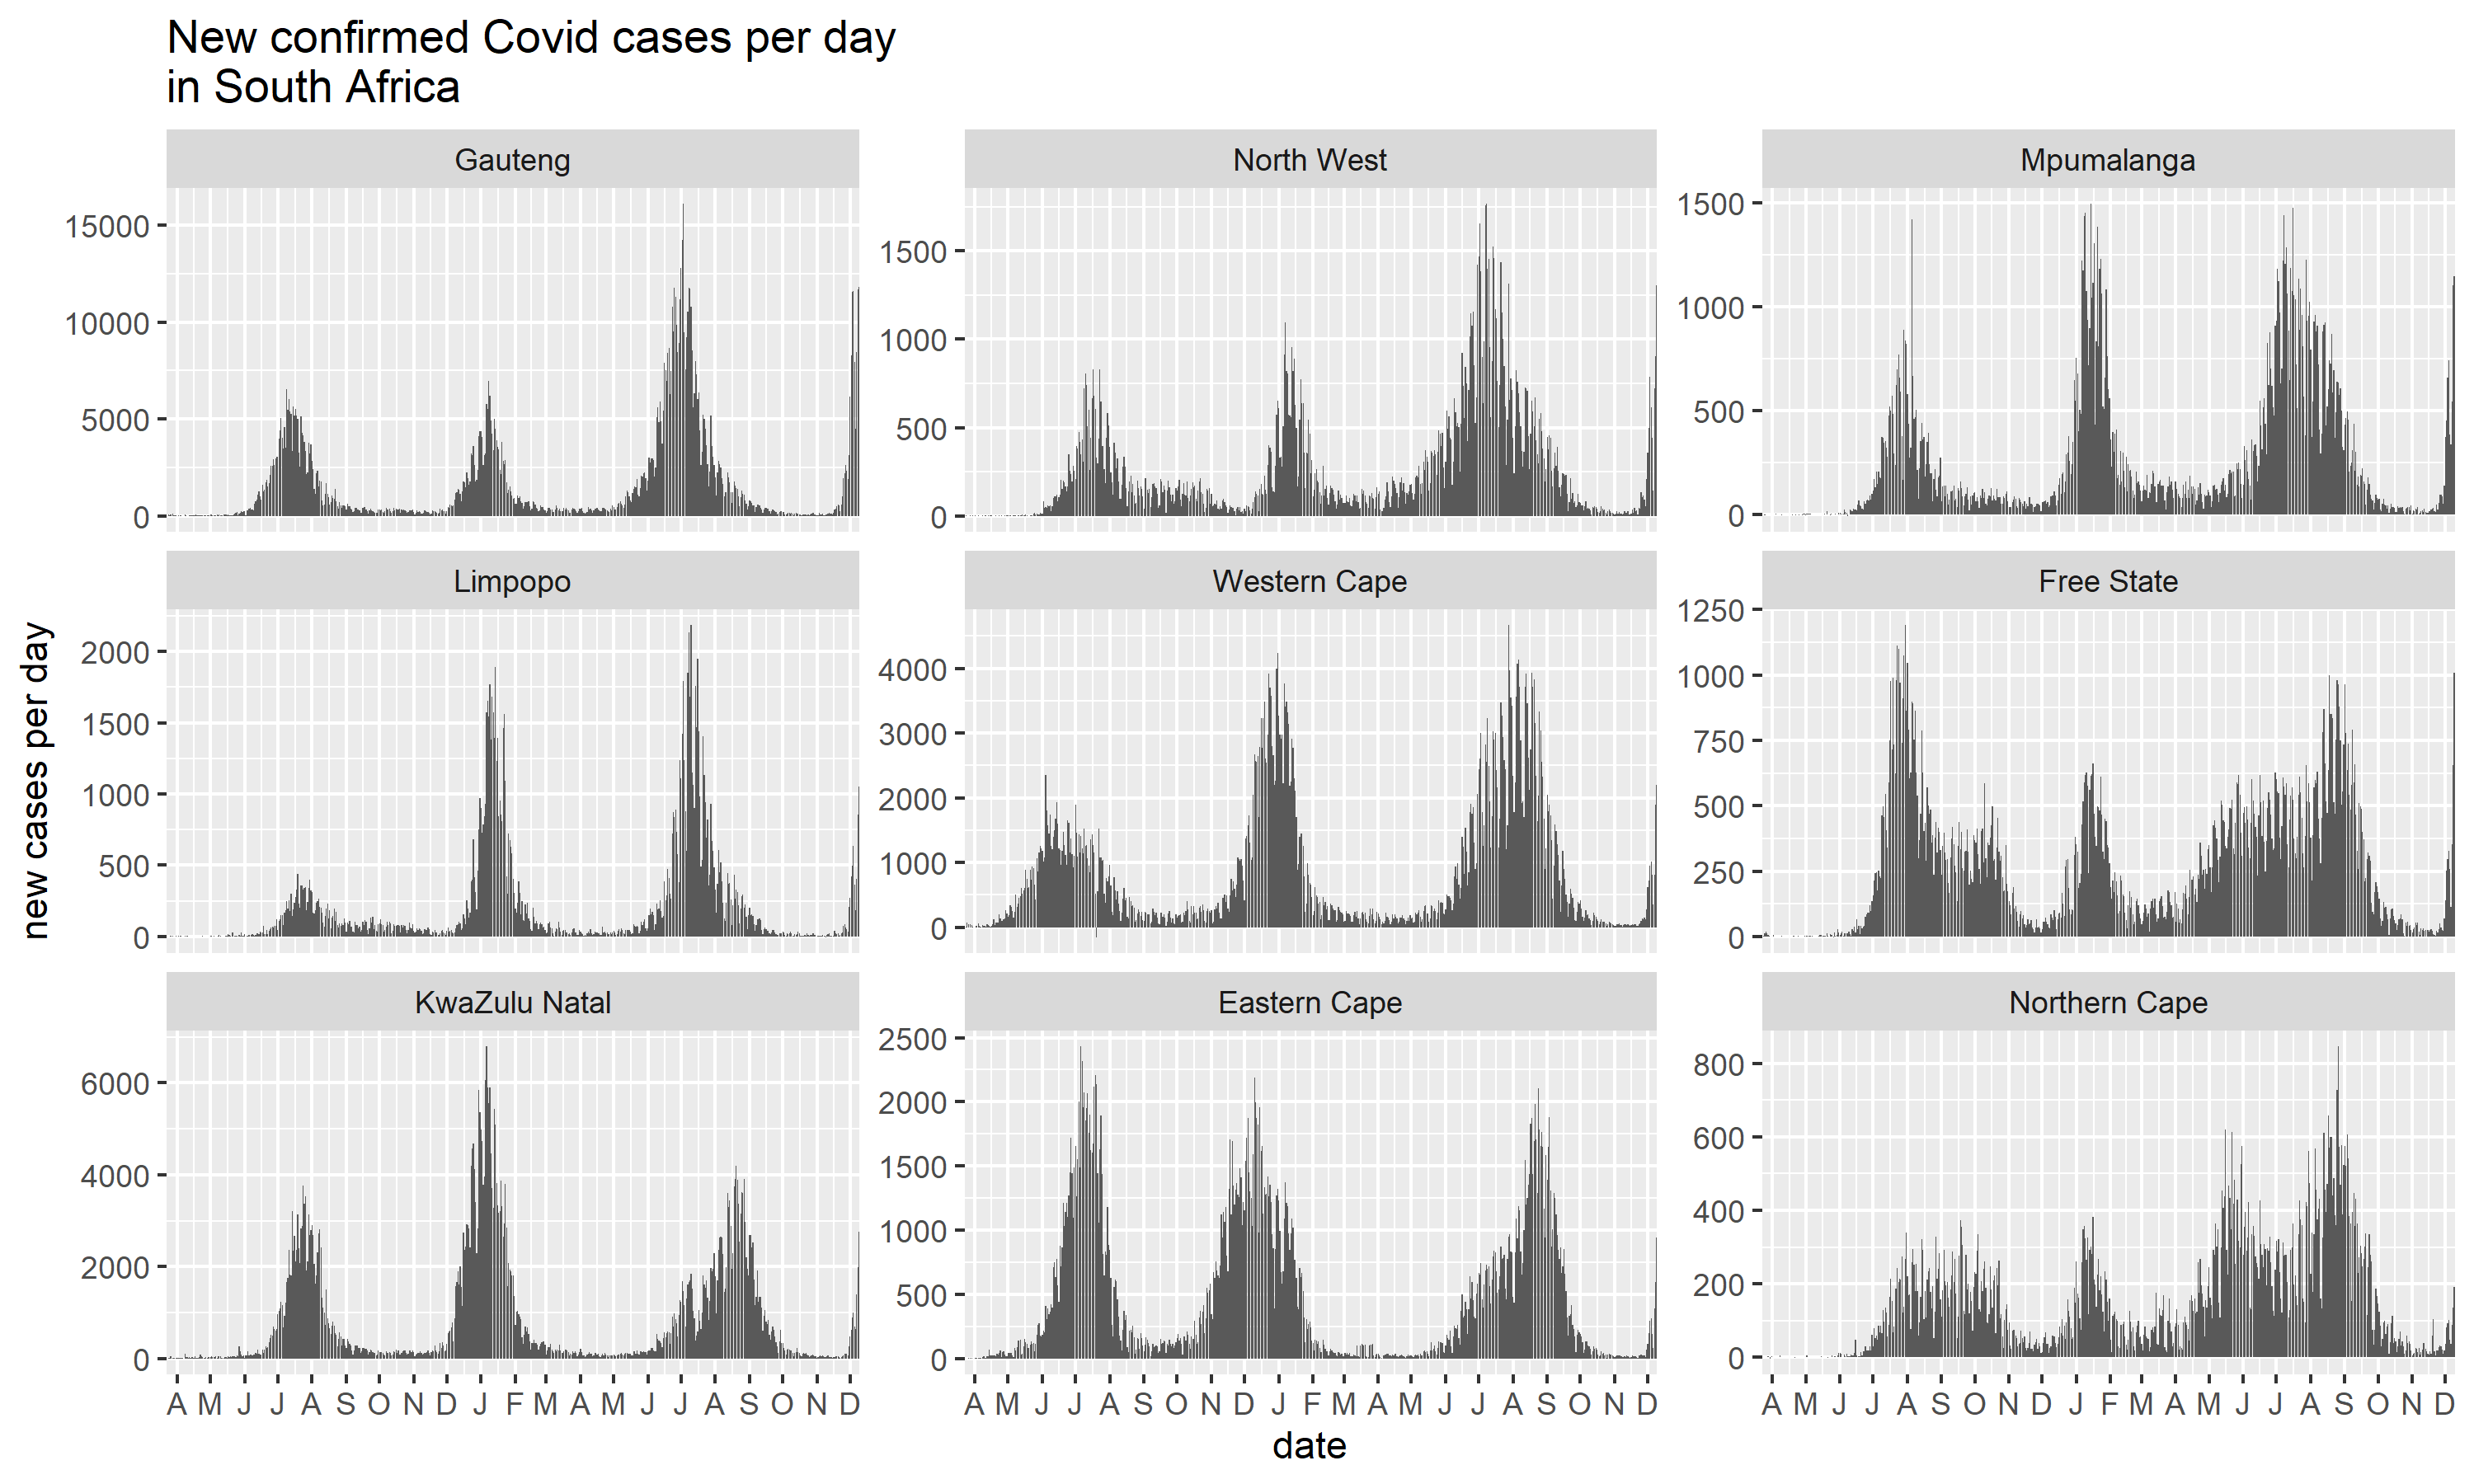 New confirmed Covid cases per day
in South Africa
Gauteng
North West
Mpumalanga
15000
10000
5000
0
1500
1000
500
0
1500
1000
500
0
Limpopo
Western Cape
Free State
2000
1500
1000
500
0
4000
3000
2000
1000
0
1250
1000
750
500
250
0
new cases per day
KwaZulu Natal
Eastern Cape
Northern Cape
6000
4000
2000
0
2500
2000
1500
1000
500
0
800
600
400
200
0
A M J J A S O N D J F M A M J J A S O N D
A M J J A S O N D J F M A M J J A S O N D
A M J J A S O N D J F M A M J J A S O N D
date